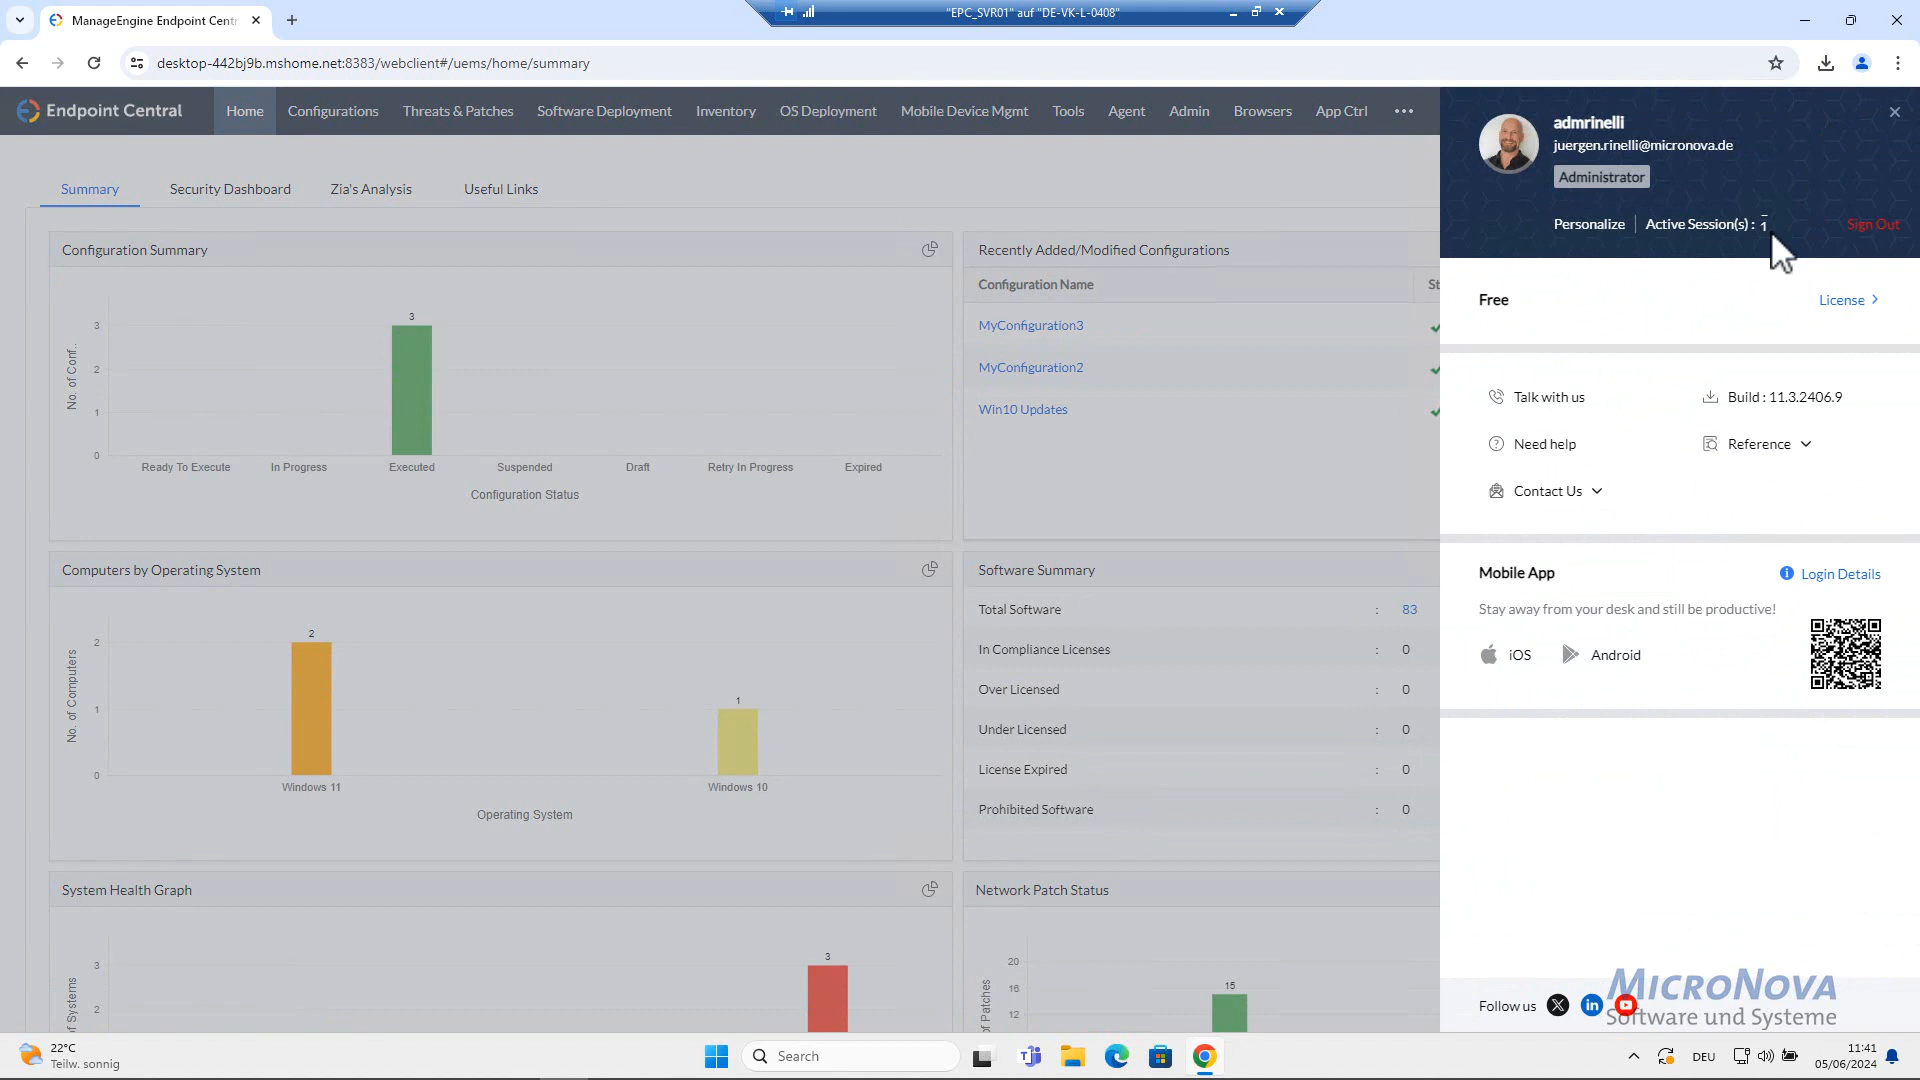 ManageEngine Endpoint Centr
"EPC_SVR01" auf "DE-VK-L-0408"
desktop-442bj9b.mshome.net:8383/webclient#/uems/home/summary
Endpoint Central
Home
Configurations
Threats & Patches
Software Deployment
Inventory
OS Deployment
Mobile Device Mgmt
Tools
Agent
Admin
Browsers
App Ctrl
admrinelli
juergen.rinelli@micronova.de
Administrator
Personalize
Active Session(s) : 1
Sign Out
Summary
Security Dashboard
Zia's Analysis
Useful Links
Configuration Summary
No. of Conf..
3
2
1
0
3
Ready To Execute
In Progress
Executed
Suspended
Draft
Retry In Progress
Expired
Configuration Status
Recently Added/Modified Configurations
Configuration Name
St
MyConfiguration3
MyConfiguration2
Win10 Updates
Free
License
Talk with us
Build : 11.3.2406.9
Need help
Reference
Contact Us
Computers by Operating System
No. of Computers
2
1
0
2
1
Windows 11
Windows 10
Operating System
Software Summary
Total Software : 83
In Compliance Licenses : 0
Over Licensed : 0
Under Licensed : 0
License Expired : 0
Prohibited Software : 0
Mobile App
Login Details
Stay away from your desk and still be productive!
iOS
Android
System Health Graph
of Systems
3
2
3
Network Patch Status
of Patches
20
16
12
15
Follow us
MicroNova
Software und Systeme
22°C
Teilw. sonnig
Search
DEU
11:41
05/06/2024